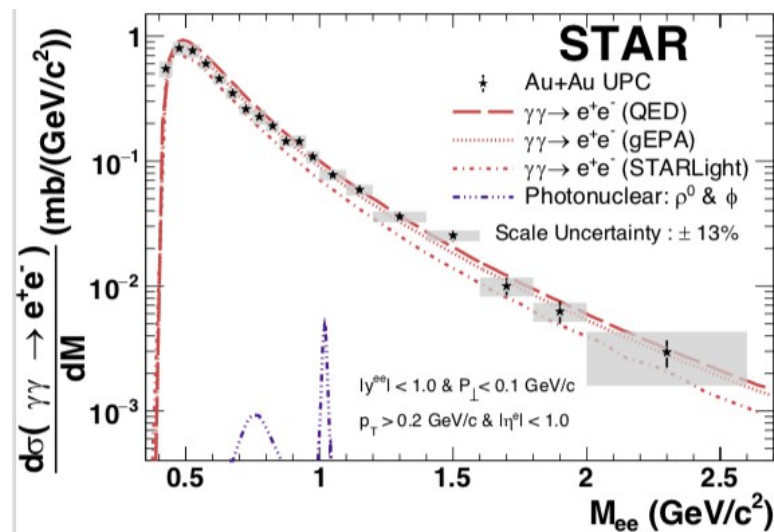 STAR
Au+Au UPC
γγ→ e⁺e⁻ (QED)
γγ→ e⁺e⁻ (gEPA)
γγ→ e⁺e⁻ (STARLight)
Photonuclear: ρ⁰ & ϕ
Scale Uncertainty : ± 13%
|yᵉᵉ| < 1.0 & P⊥ < 0.1 GeV/c
p_T > 0.2 GeV/c & |ηᵉ| < 1.0
dσ( γγ → e⁺e⁻ )/dM (mb/(GeV/c²))
1
10⁻¹
10⁻²
10⁻³
0.5 1 1.5 2 2.5
M_ee (GeV/c²)